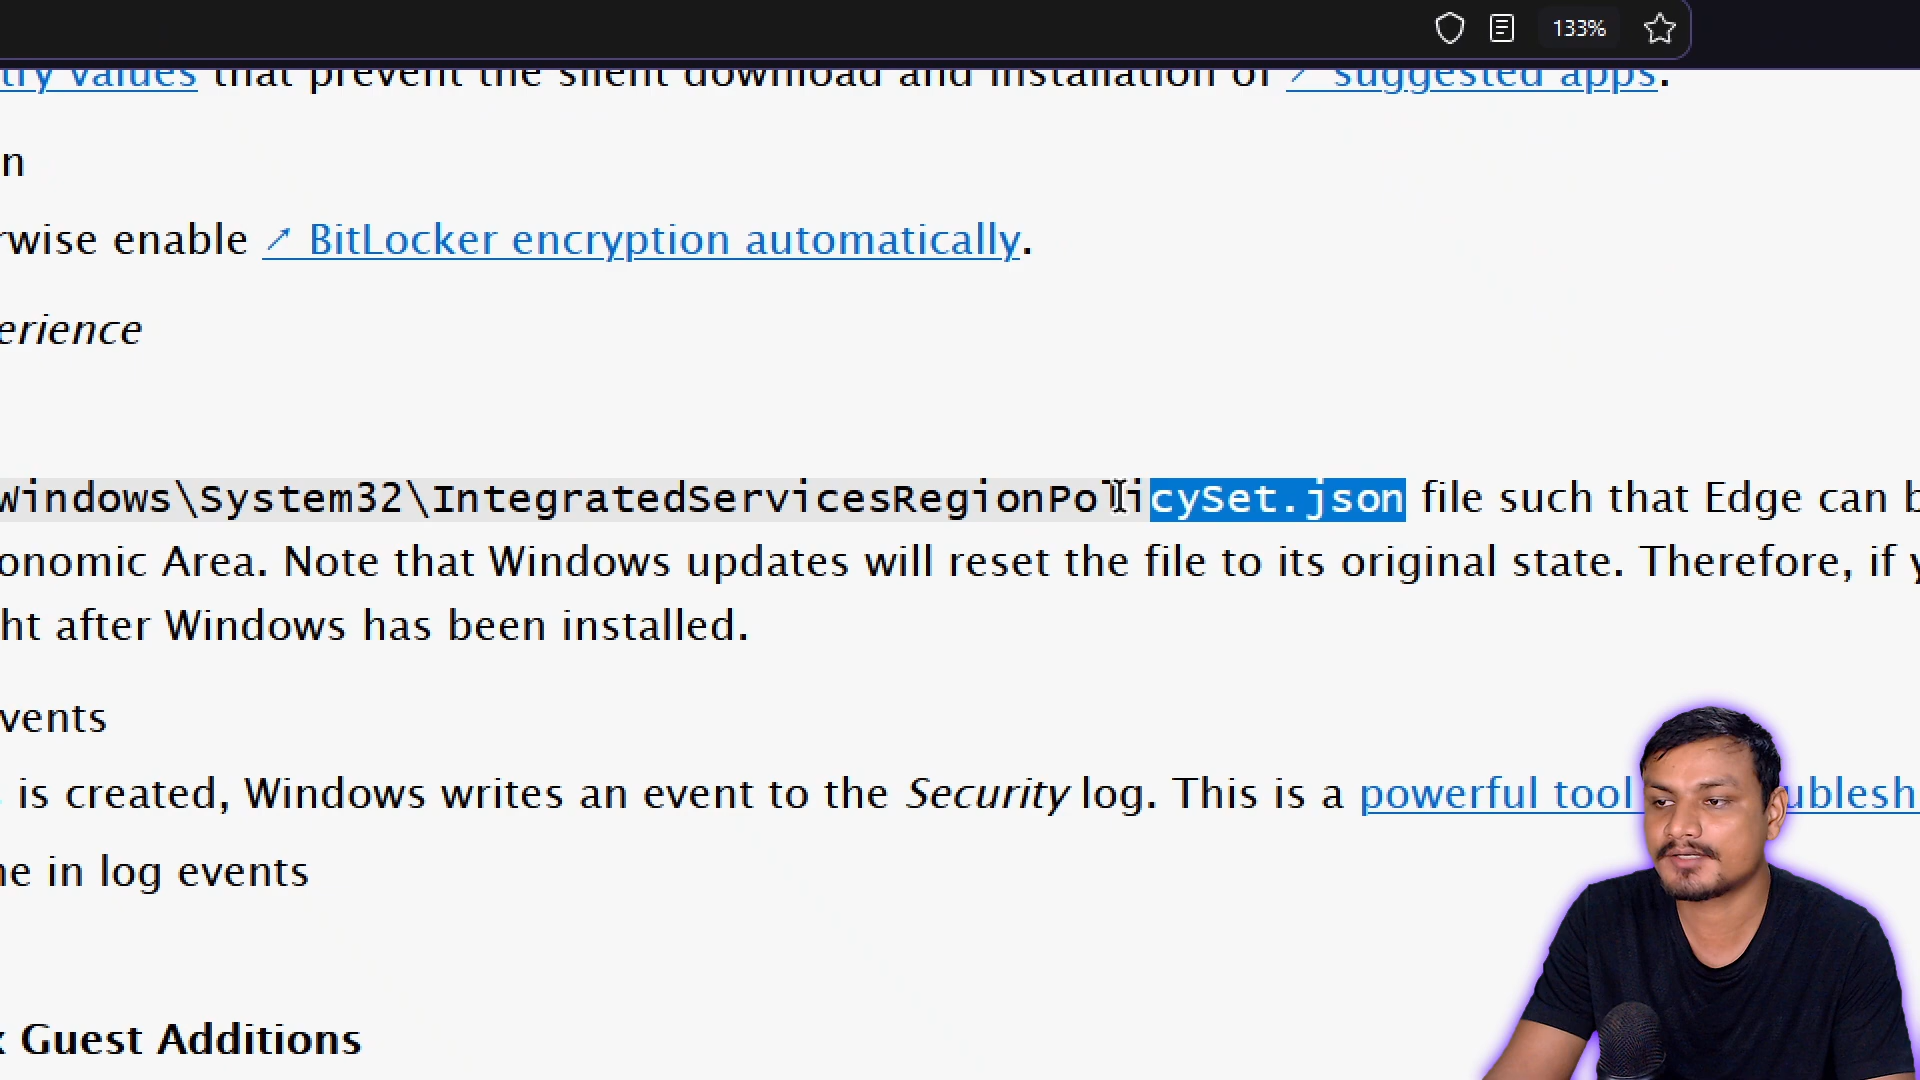 133%
try values that prevent the silent download and installation of ↗ suggested apps.
n
rwise enable ↗ BitLocker encryption automatically.
erience
Windows\System32\IntegratedServicesRegionPolicySet.json file such that Edge can b
onomic Area. Note that Windows updates will reset the file to its original state. Therefore, if y
ht after Windows has been installed.
vents
is created, Windows writes an event to the Security log. This is a powerful tool ublesh
ne in log events
x Guest Additions